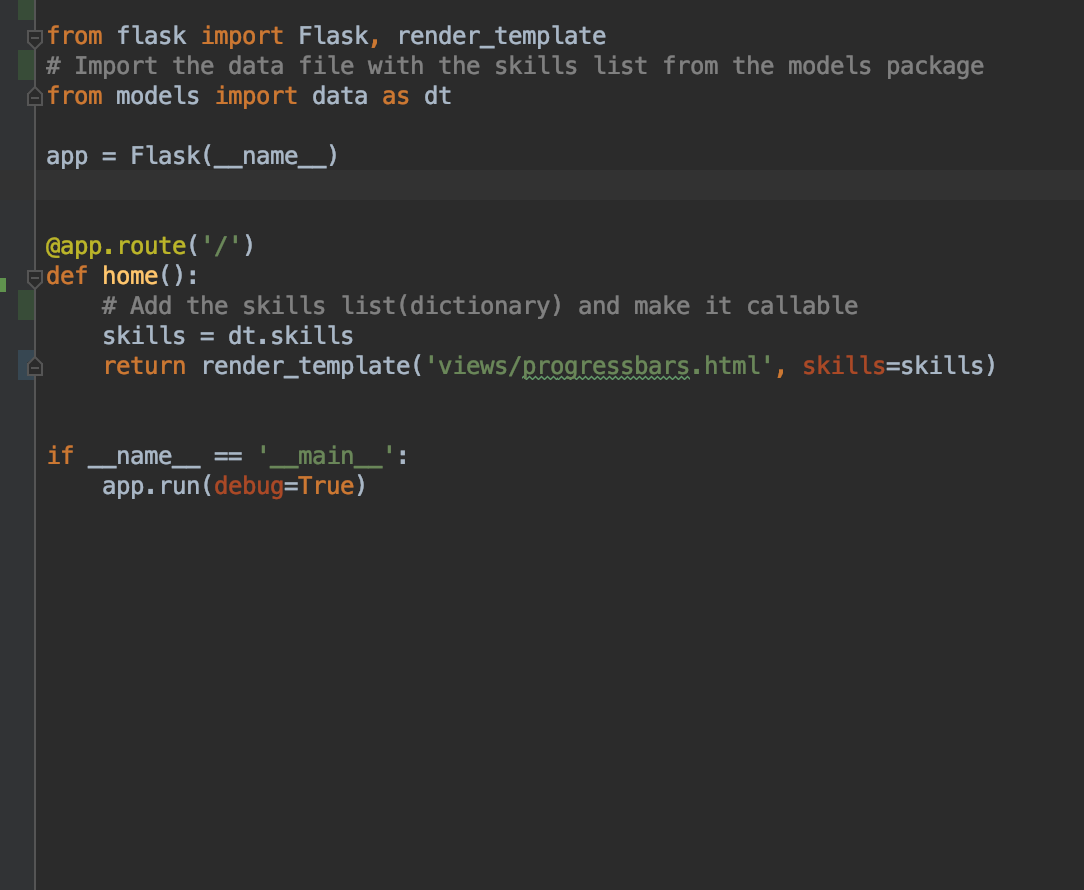 from flask import Flask, render_template
# Import the data file with the skills list from the models package
from models import data as dt
app = Flask(__name__)
@app.route('/')
def home():
# Add the skills list(dictionary) and make it callable
skills = dt.skills
return render_template('views/progressbars.html', skills=skills)
if __name__ == '__main__':
app.run(debug=True)